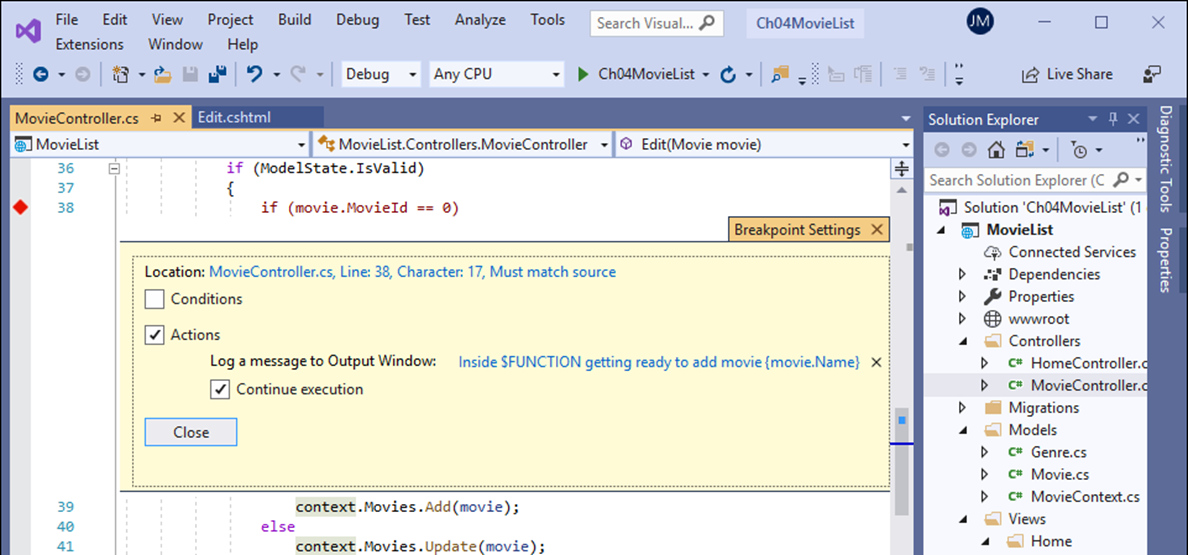 File Edit View Project Build Debug Test Analyze Tools Search Visual... Ch04MovieList JM
Extensions Window Help
Debug Any CPU Ch04MovieList Live Share
MovieController.cs Edit.cshtml
MovieList MovieList.Controllers.MovieController Edit(Movie movie)
36 if (ModelState.IsValid)
37 {
38 if (movie.MovieId == 0)
Breakpoint Settings
Location: MovieController.cs, Line: 38, Character: 17, Must match source
Conditions
Actions
Log a message to Output Window: Inside $FUNCTION getting ready to add movie {movie.Name}
Continue execution
Close
39 context.Movies.Add(movie);
40 else
41 context.Movies.Update(movie);
Solution Explorer
Search Solution Explorer (C
Solution 'Ch04MovieList' (1
MovieList
Connected Services
Dependencies
Properties
wwwroot
Controllers
C# HomeController.c
C# MovieController.c
Migrations
Models
C# Genre.cs
C# Movie.cs
C# MovieContext.cs
Views
Home
Diagnostic Tools
Properties